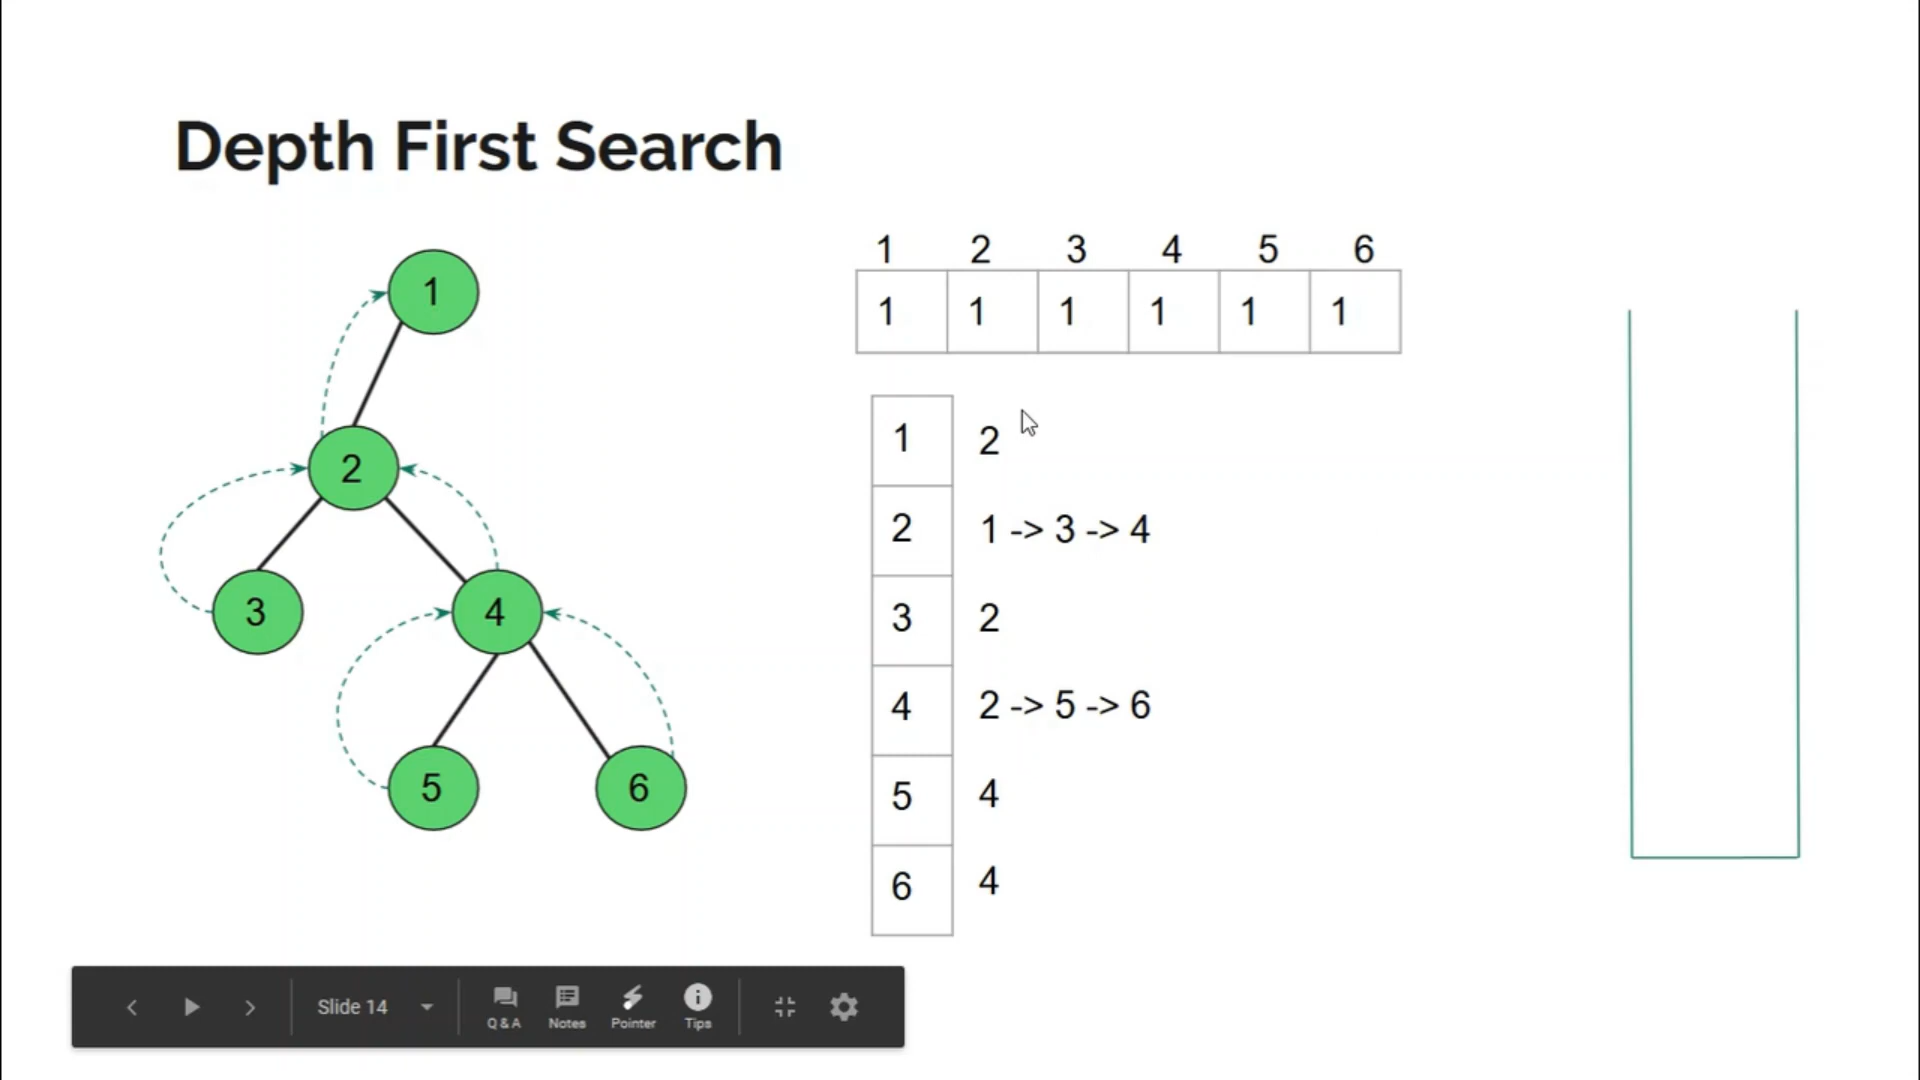 Depth First Search
1
2
3
4
5
6
1 2 3 4 5 6
1 1 1 1 1 1
1 2
2 1 -> 3 -> 4
3 2
4 2 -> 5 -> 6
5 4
6 4
Slide 14
Q & A Notes Pointer Tips